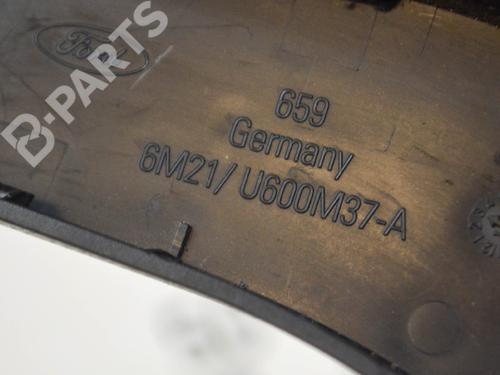 Ford
B-PARTS
659
Germany
6M21/U600M37-A